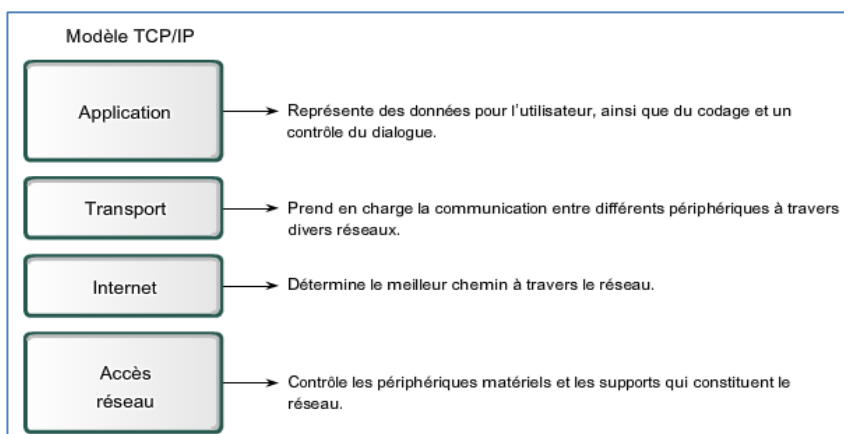 Modèle TCP/IP
Application
Représente des données pour l'utilisateur, ainsi que du codage et un
contrôle du dialogue.
Transport
Prend en charge la communication entre différents périphériques à travers
divers réseaux.
Internet
Détermine le meilleur chemin à travers le réseau.
Accès
réseau
Contrôle les périphériques matériels et les supports qui constituent le
réseau.